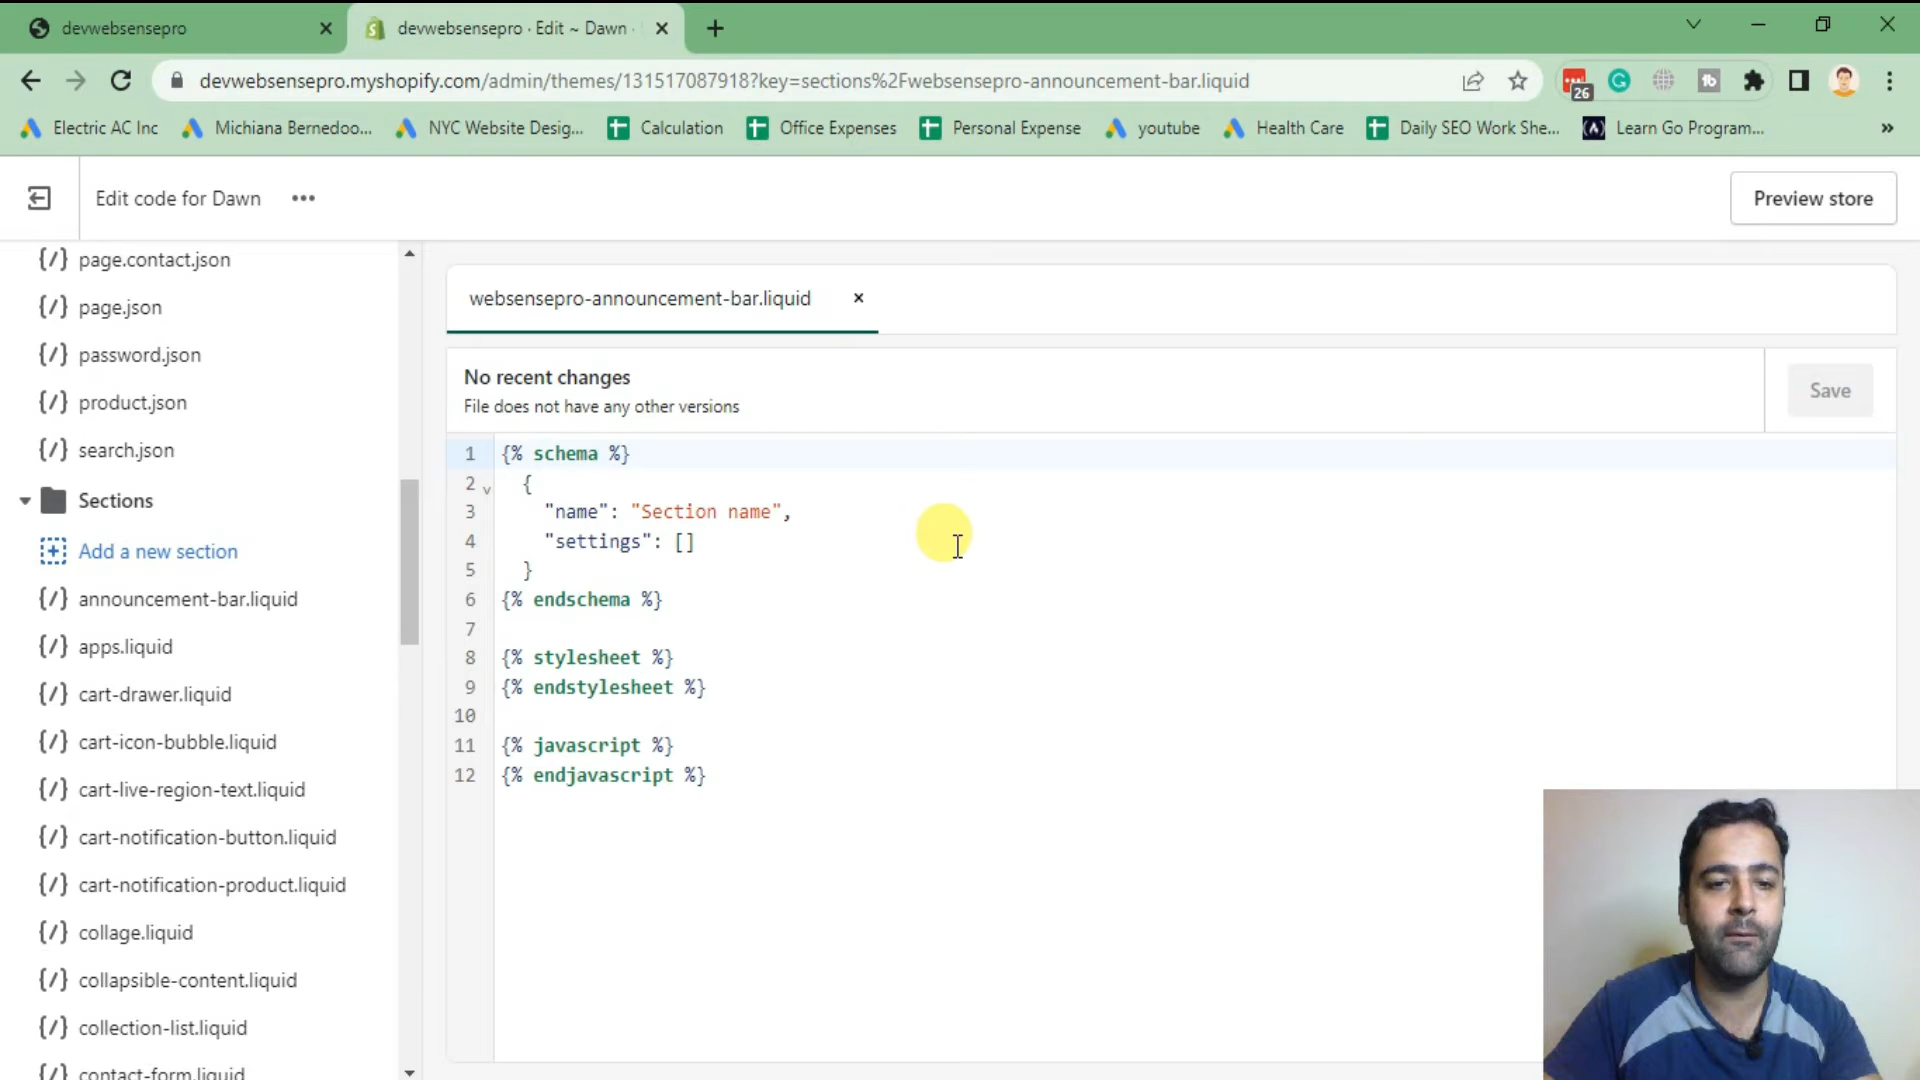 devwebsensepro
devwebsensepro · Edit ~ Dawn ·
devwebsensepro.myshopify.com/admin/themes/131517087918?key=sections%2Fwebsensepro-announcement-bar.liquid
26
tb
Electric AC Inc
Michiana Bernedoo...
NYC Website Desig...
Calculation
Office Expenses
Personal Expense
youtube
Health Care
Daily SEO Work She...
Learn Go Program...
»
Edit code for Dawn
•••
Preview store
{/} page.contact.json
{/} page.json
{/} password.json
{/} product.json
{/} search.json
Sections
Add a new section
{/} announcement-bar.liquid
{/} apps.liquid
{/} cart-drawer.liquid
{/} cart-icon-bubble.liquid
{/} cart-live-region-text.liquid
{/} cart-notification-button.liquid
{/} cart-notification-product.liquid
{/} collage.liquid
{/} collapsible-content.liquid
{/} collection-list.liquid
{/} contact-form.liquid
websensepro-announcement-bar.liquid
No recent changes
File does not have any other versions
Save
1 {% schema %}
2 {
3 "name": "Section name",
4 "settings": []
5 }
6 {% endschema %}
7
8 {% stylesheet %}
9 {% endstylesheet %}
10
11 {% javascript %}
12 {% endjavascript %}